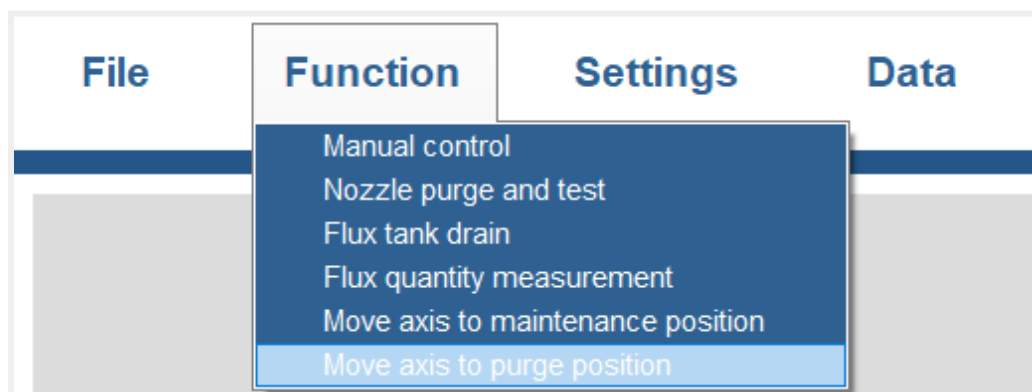 File Function Settings Data
Manual control
Nozzle purge and test
Flux tank drain
Flux quantity measurement
Move axis to maintenance position
Move axis to purge position